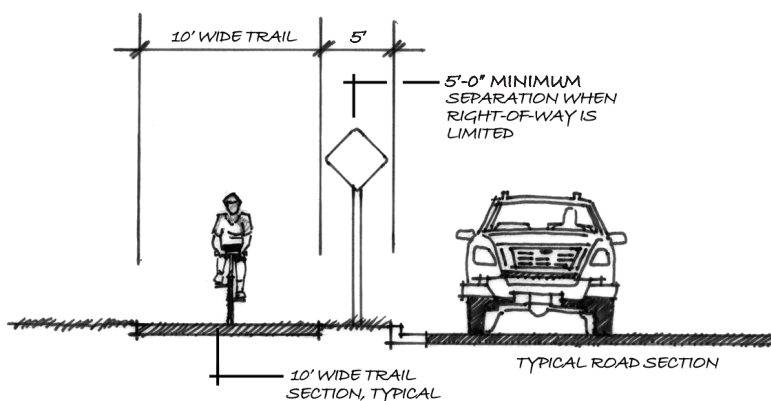 10' WIDE TRAIL
5'
5'-0" MINIMUM
SEPARATION WHEN
RIGHT-OF-WAY IS
LIMITED
TYPICAL ROAD SECTION
10' WIDE TRAIL
SECTION, TYPICAL